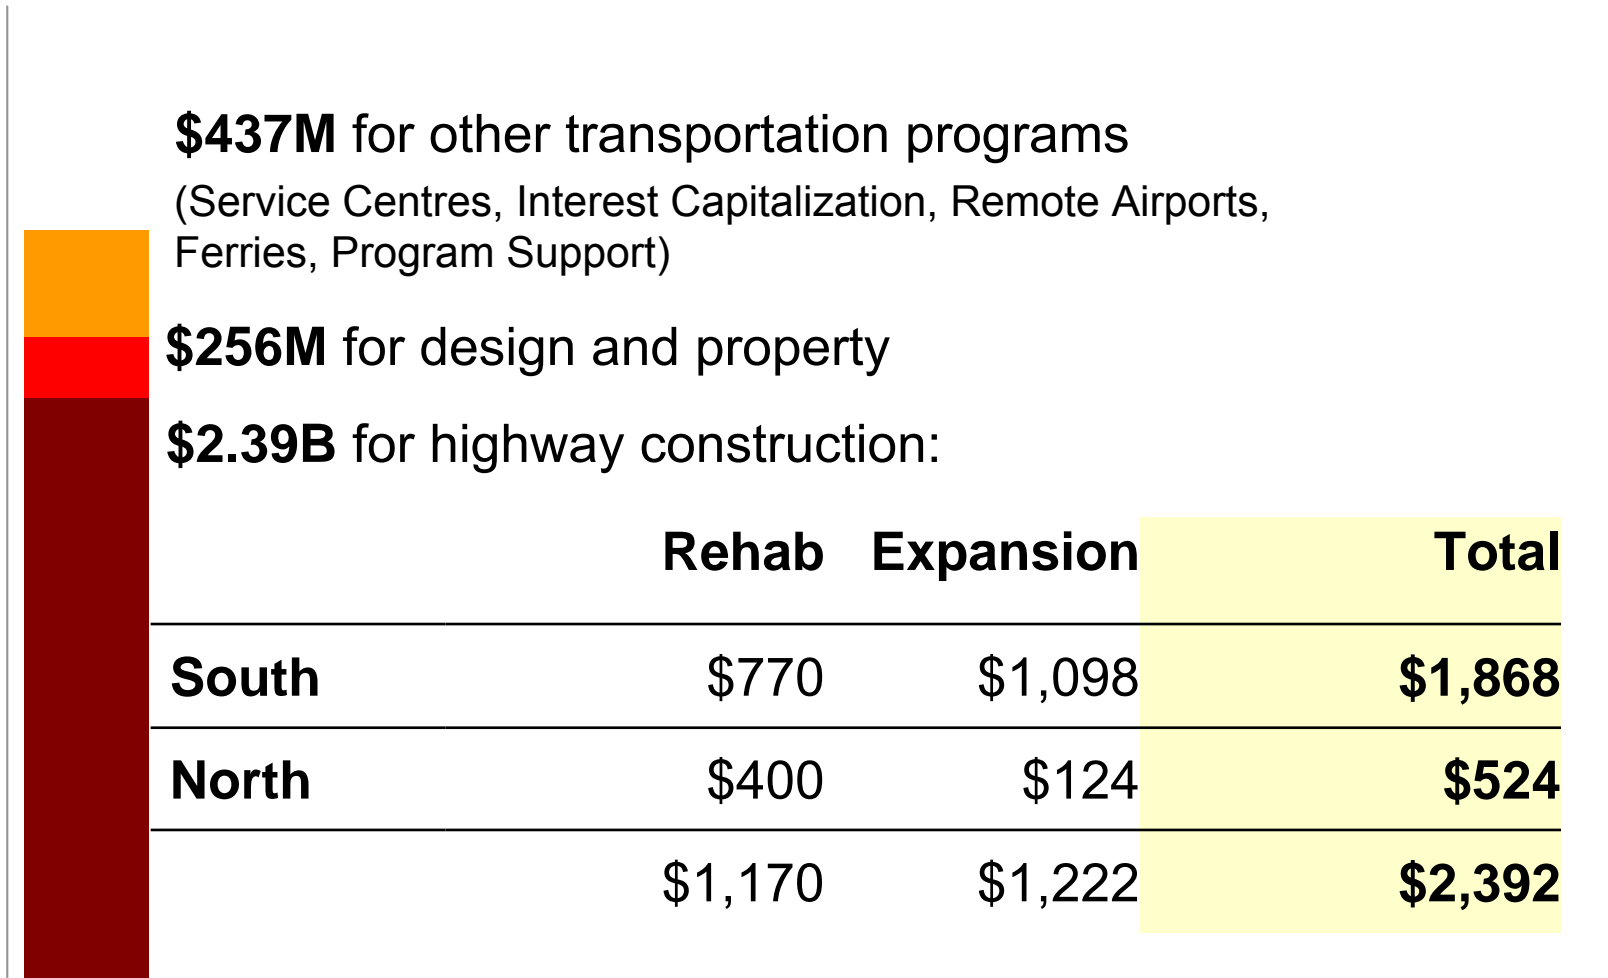 $437M for other transportation programs
(Service Centres, Interest Capitalization, Remote Airports,
Ferries, Program Support)
$256M for design and property
$2.39B for highway construction:
Rehab Expansion Total
South $770 $1,098 $1,868
North $400 $124 $524
$1,170 $1,222 $2,392